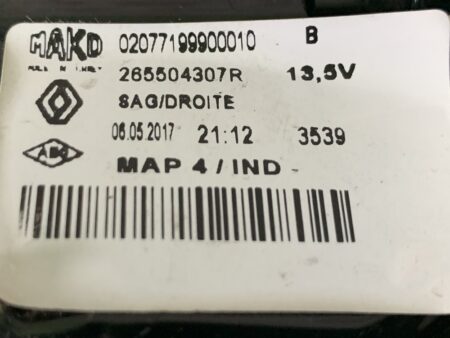 MAKO 02077199900010 B
265504307R 13,5V
SAG/DROITE
06.05.2017 21:12 3539
MAP 4 / IND -